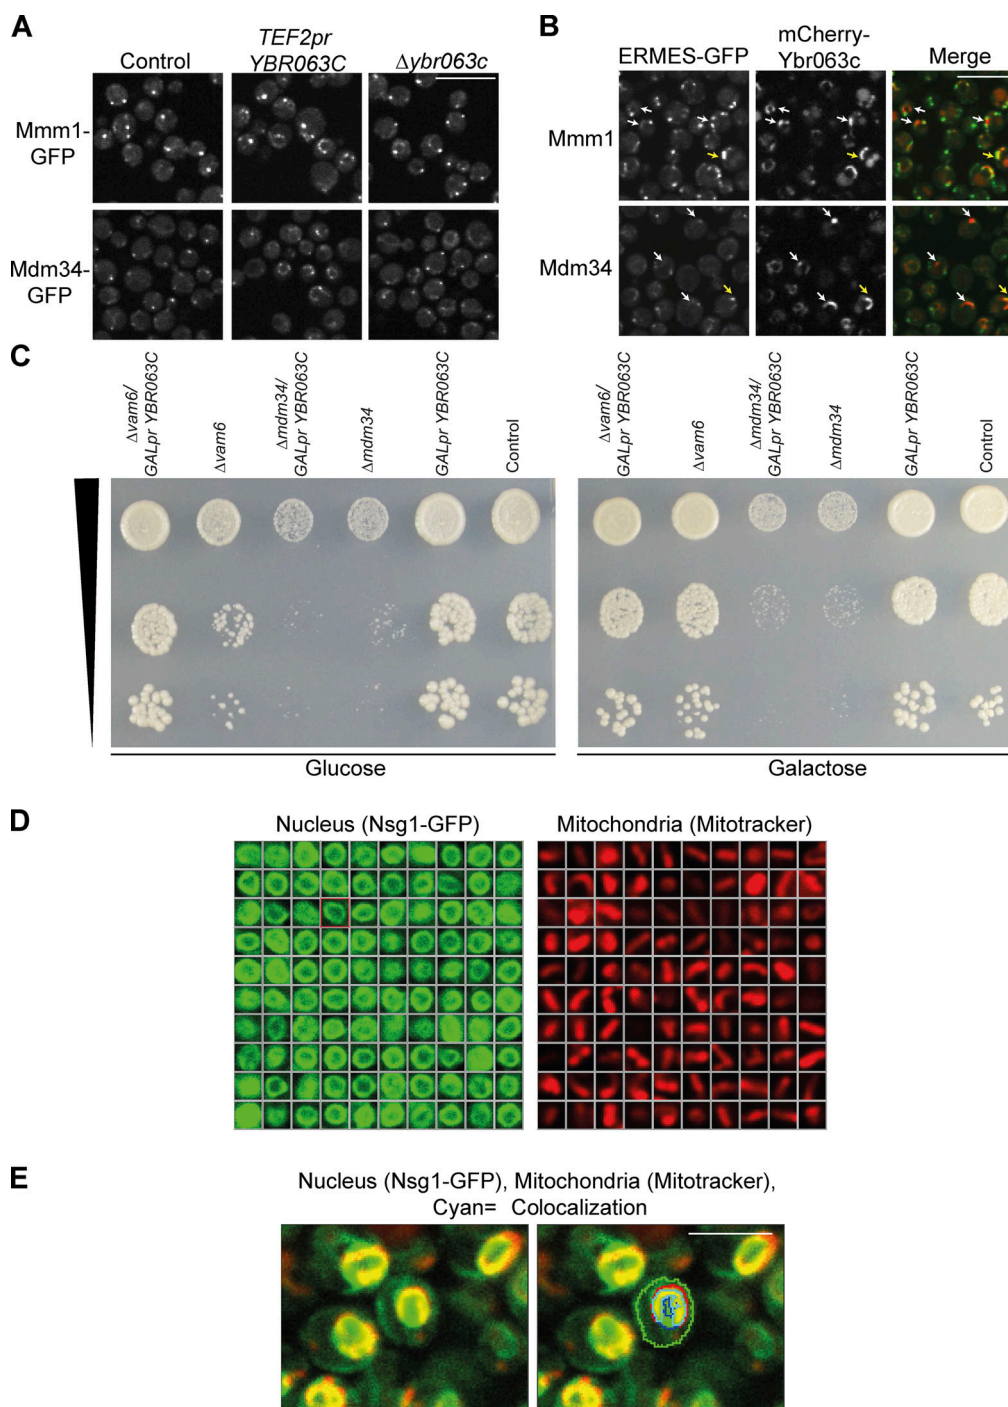 A
Control
TEF2pr
YBR063C
Δybr063c
Mmm1-
GFP
Mdm34-
GFP
B
ERMES-GFP
mCherry-
Ybr063c
Merge
Mmm1
Mdm34
C
Δvam6/
GALpr YBR063C
Δvam6
Δmdm34/
GALpr YBR063C
Δmdm34
GALpr YBR063C
Control
Δvam6/
GALpr YBR063C
Δvam6
Δmdm34/
GALpr YBR063C
Δmdm34
GALpr YBR063C
Control
Glucose
Galactose
D
Nucleus (Nsg1-GFP)
Mitochondria (Mitotracker)
E
Nucleus (Nsg1-GFP), Mitochondria (Mitotracker),
Cyan= Colocalization